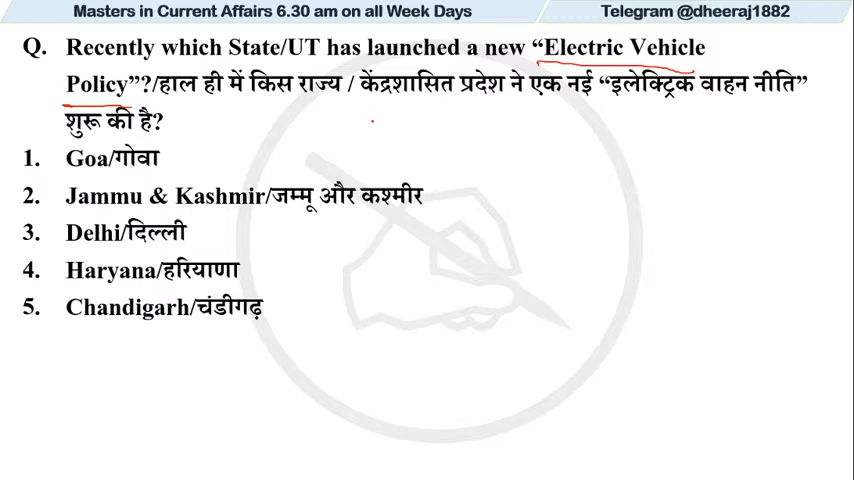 Masters in Current Affairs 6.30 am on all Week Days Telegram @dheeraj1882
Q. Recently which State/UT has launched a new “Electric Vehicle
Policy”?/हाल ही में किस राज्य / केंद्रशासित प्रदेश ने एक नई “इलेक्ट्रिक वाहन नीति”
शुरू की है?
1. Goa/गोवा
2. Jammu & Kashmir/जम्मू और कश्मीर
3. Delhi/दिल्ली
4. Haryana/हरियाणा
5. Chandigarh/चंडीगढ़